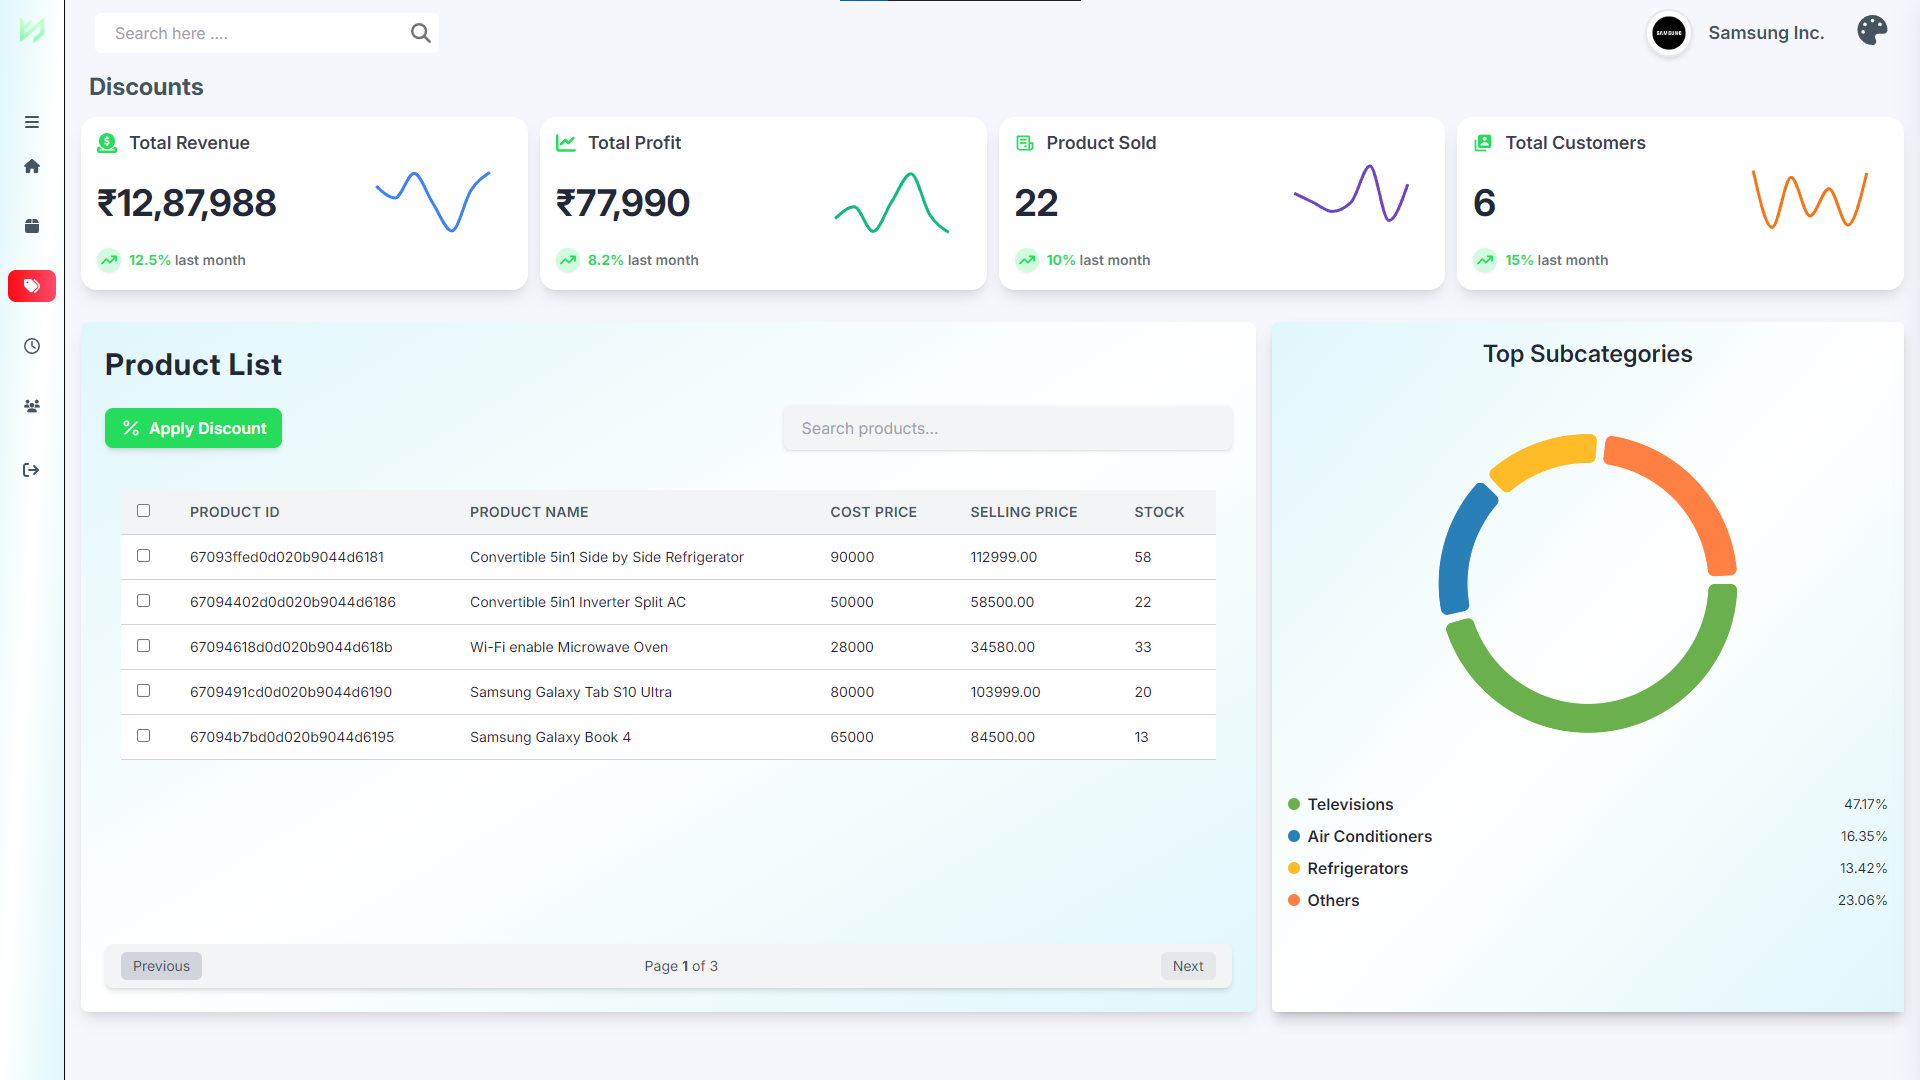 Search here ....
SAMSUNG
Samsung Inc.
Discounts
Total Revenue
₹12,87,988
12.5% last month
Total Profit
₹77,990
8.2% last month
Product Sold
22
10% last month
Total Customers
6
15% last month
Product List
Apply Discount
Search products...
PRODUCT ID PRODUCT NAME COST PRICE SELLING PRICE STOCK
67093ffed0d020b9044d6181 Convertible 5in1 Side by Side Refrigerator 90000 112999.00 58
67094402d0d020b9044d6186 Convertible 5in1 Inverter Split AC 50000 58500.00 22
67094618d0d020b9044d618b Wi-Fi enable Microwave Oven 28000 34580.00 33
6709491cd0d020b9044d6190 Samsung Galaxy Tab S10 Ultra 80000 103999.00 20
67094b7bd0d020b9044d6195 Samsung Galaxy Book 4 65000 84500.00 13
Previous Page 1 of 3 Next
Top Subcategories
Televisions 47.17%
Air Conditioners 16.35%
Refrigerators 13.42%
Others 23.06%